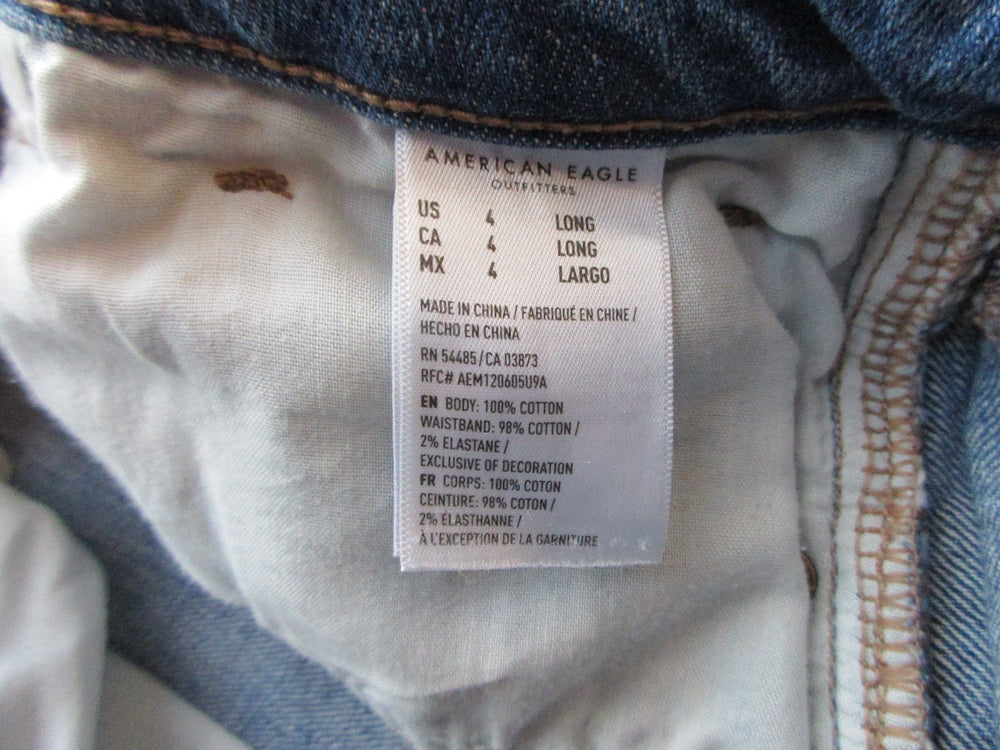 AMERICAN EAGLE
OUTFITTERS
US 4 LONG
CA 4 LONG
MX 4 LARGO
MADE IN CHINA / FABRIQUÉ EN CHINE /
HECHO EN CHINA
RN 54485/CA 03873
RFC# AEM120605U9A
EN BODY: 100% COTTON
WAISTBAND: 98% COTTON /
2% ELASTANE /
EXCLUSIVE OF DECORATION
FR CORPS: 100% COTON
CEINTURE: 98% COTON /
2% ÉLASTHANNE /
À L'EXCEPTION DE LA GARNITURE